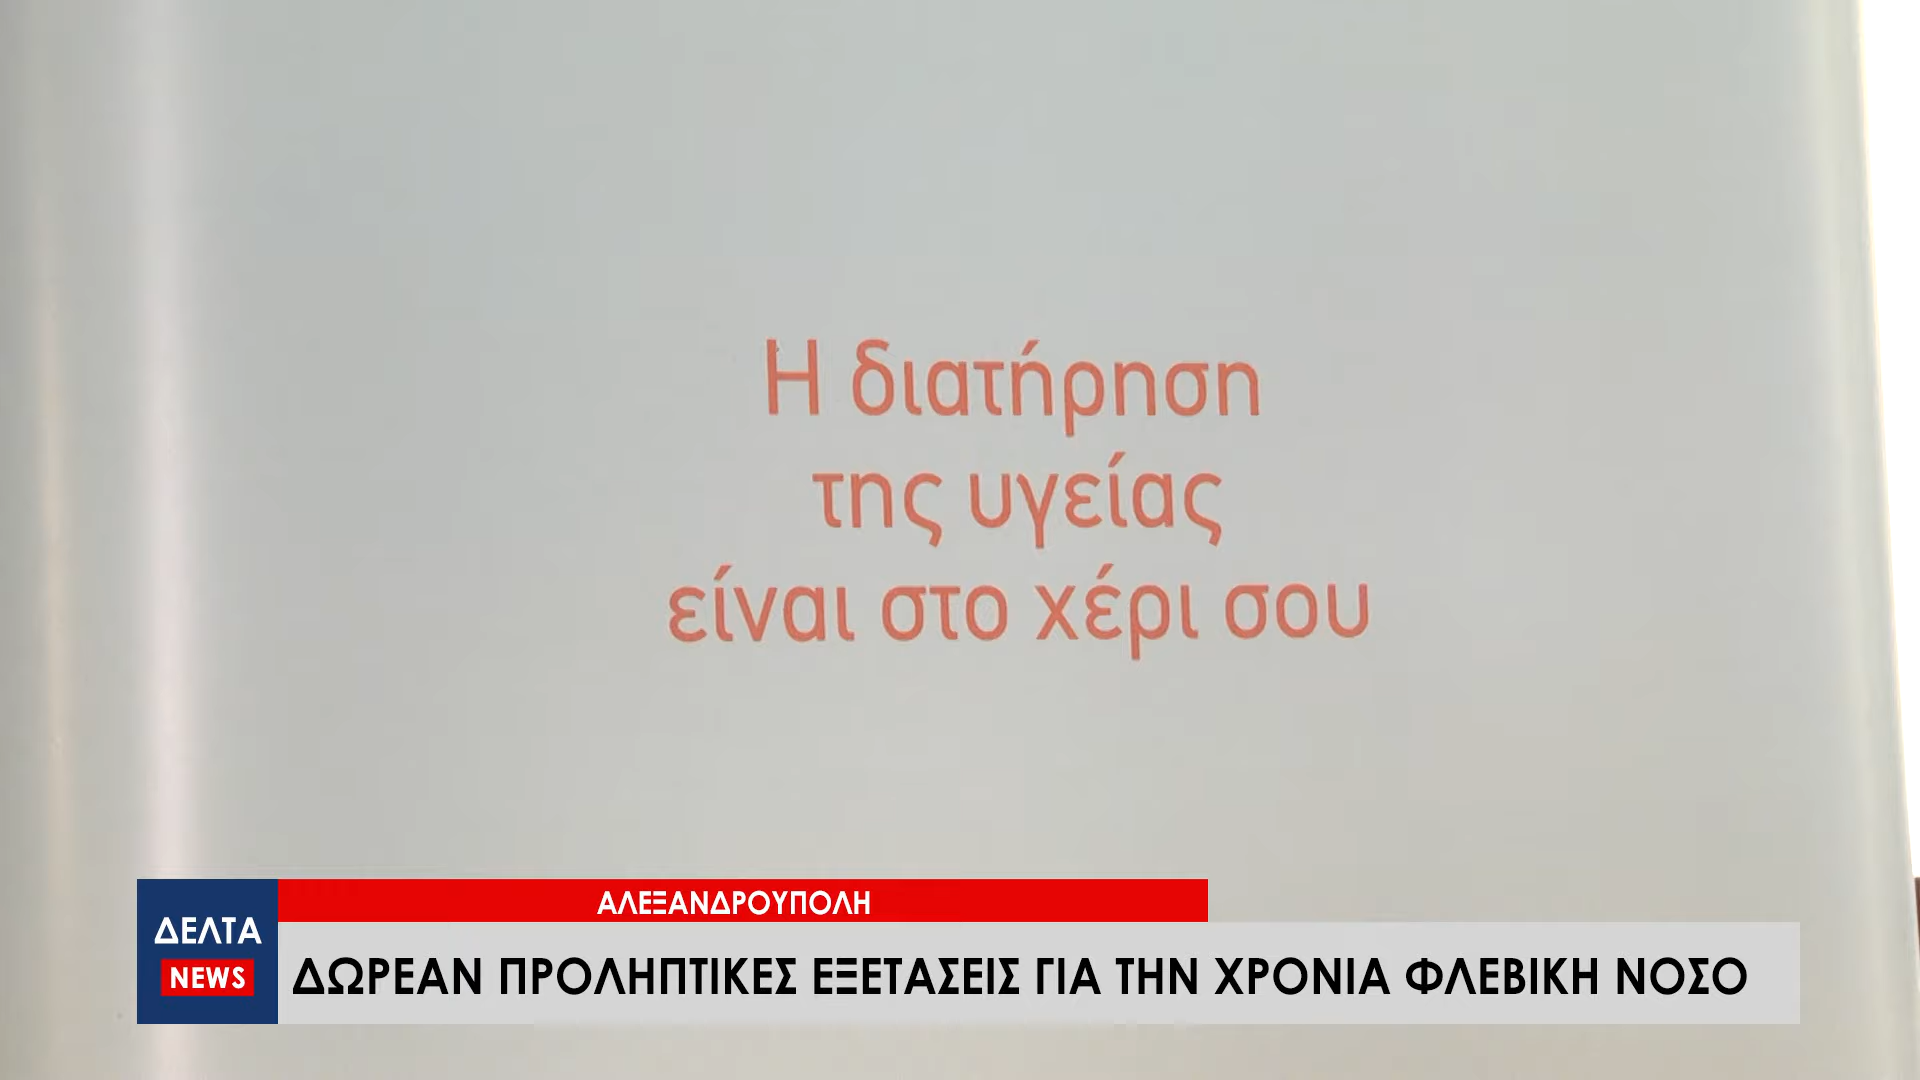 Η διατήρηση
της υγείας
είναι στο χέρι σου
ΑΛΕΞΑΝΔΡΟΥΠΟΛΗ
ΔΕΛΤΑ
NEWS
ΔΩΡΕΑΝ ΠΡΟΛΗΠΤΙΚΕΣ ΕΞΕΤΑΣΕΙΣ ΓΙΑ ΤΗΝ ΧΡΟΝΙΑ ΦΛΕΒΙΚΗ ΝΟΣΟ